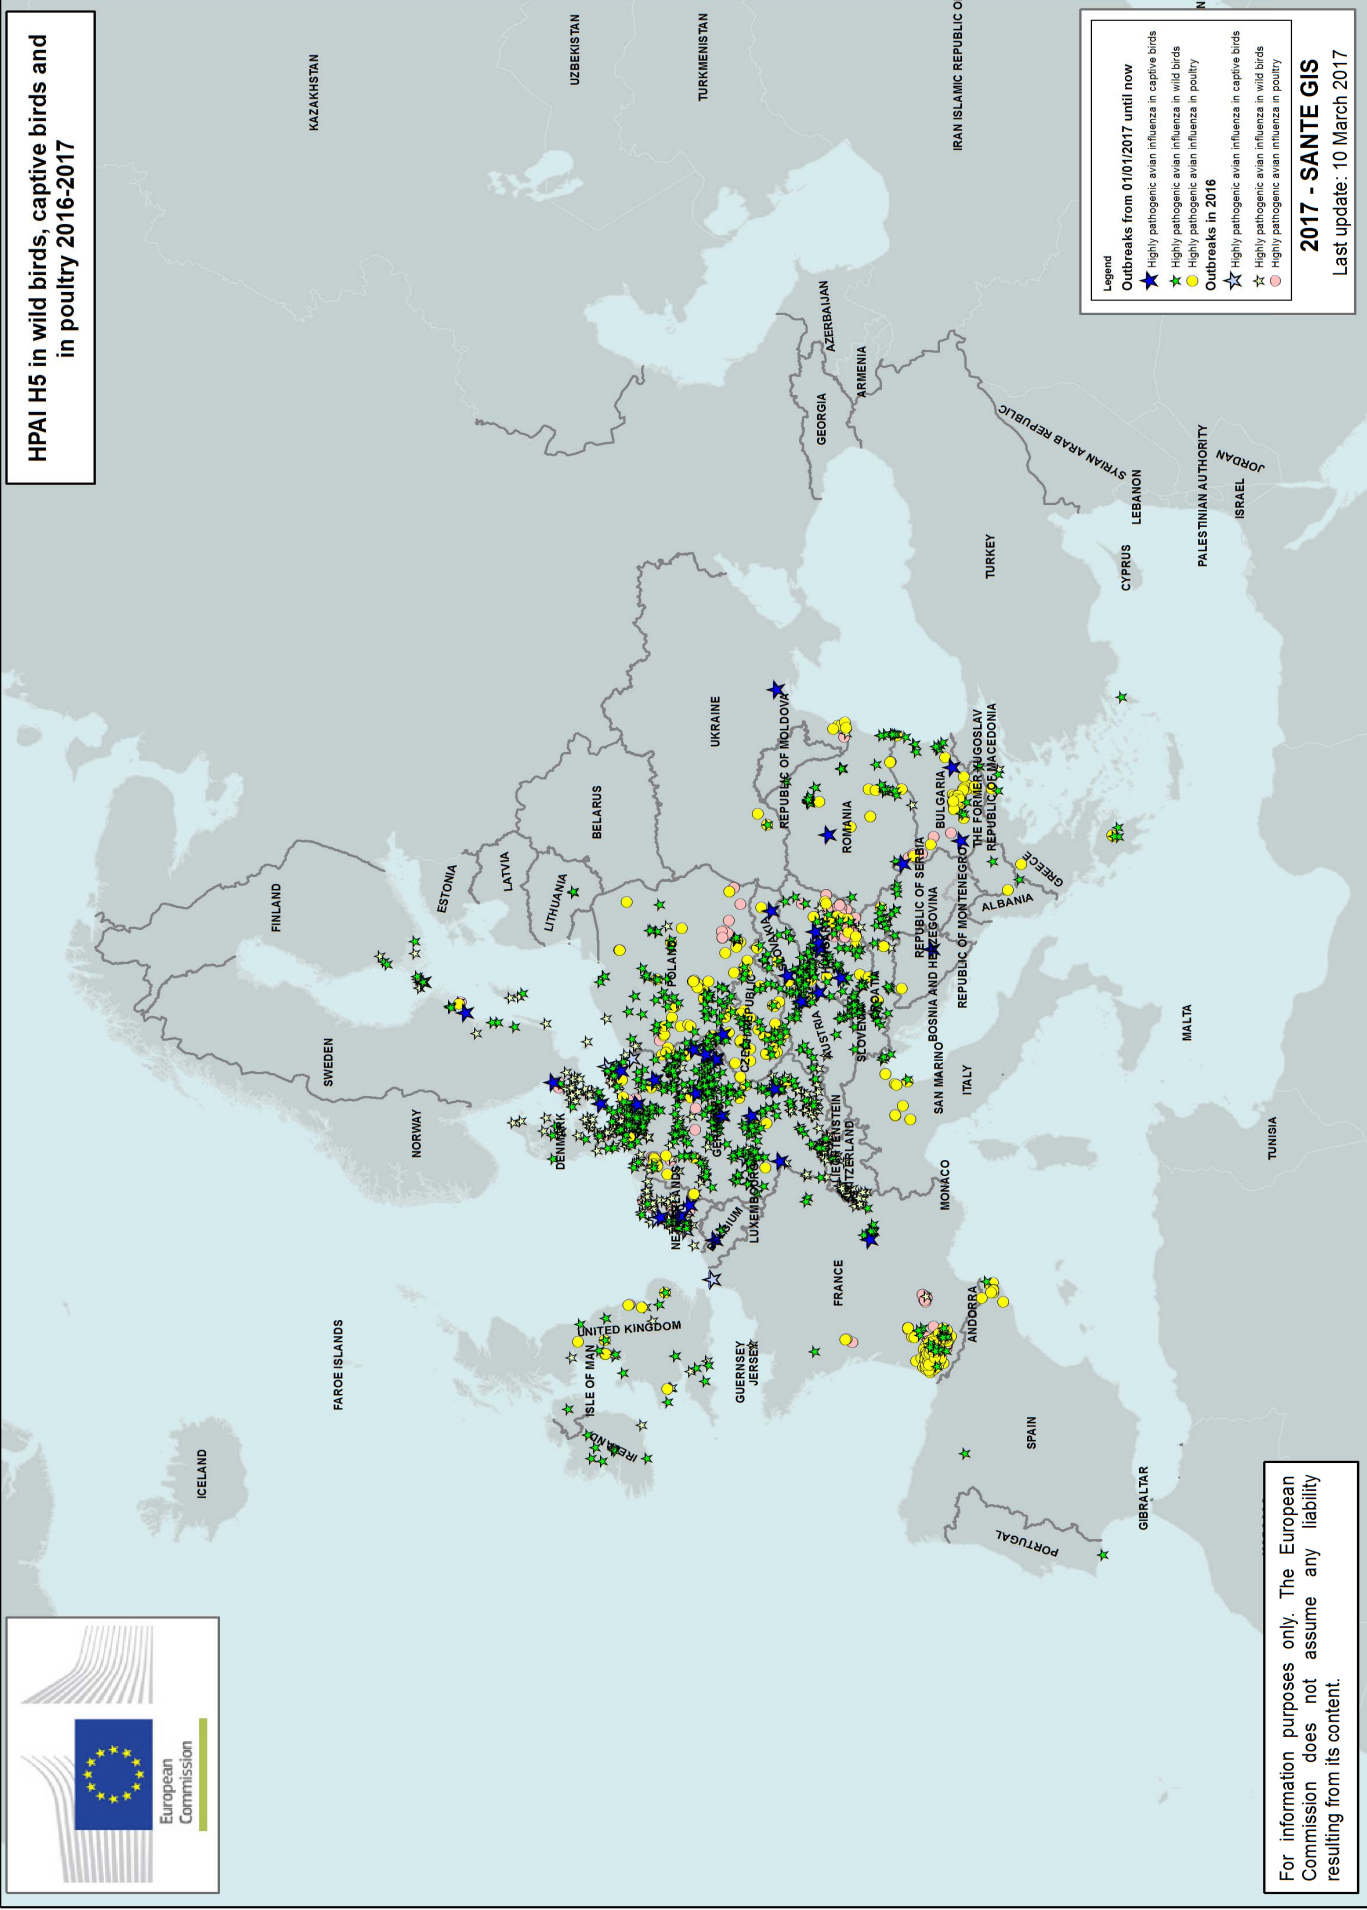 HPAI H5 in wild birds, captive birds and
in poultry 2016-2017
European
Commission
ICELAND
FAROE ISLANDS
NORWAY
SWEDEN
FINLAND
ESTONIA
LATVIA
LITHUANIA
BELARUS
KAZAKHSTAN
UZBEKISTAN
TURKMENISTAN
IRAN ISLAMIC REPUBLIC O
DENMARK
UNITED KINGDOM
ISLE OF MAN
IRELAND
GUERNSEY
JERSEY
NETHERLANDS
BELGIUM
LUXEMBOURG
GERMANY
POLAND
CZECH REPUBLIC
SLOVAKIA
UKRAINE
REPUBLIC OF MOLDOVA
ROMANIA
HUNGARY
AUSTRIA
LIECHTENSTEIN
SWITZERLAND
SLOVENIA
CROATIA
FRANCE
MONACO
ANDORRA
SPAIN
PORTUGAL
GIBRALTAR
ITALY
SAN MARINO
BOSNIA AND HERZEGOVINA
REPUBLIC OF SERBIA
REPUBLIC OF MONTENEGRO
ALBANIA
GREECE
BULGARIA
THE FORMER YUGOSLAV
REPUBLIC OF MACEDONIA
MALTA
TUNISIA
TURKEY
GEORGIA
ARMENIA
AZERBAIJAN
CYPRUS
SYRIAN ARAB REPUBLIC
LEBANON
PALESTINIAN AUTHORITY
ISRAEL
JORDAN
Legend
Outbreaks from 01/01/2017 until now
Highly pathogenic avian influenza in captive birds
Highly pathogenic avian influenza in wild birds
Highly pathogenic avian influenza in poultry
Outbreaks in 2016
Highly pathogenic avian influenza in captive birds
Highly pathogenic avian influenza in wild birds
Highly pathogenic avian influenza in poultry
2017 - SANTE GIS
Last update: 10 March 2017
For information purposes only. The European
Commission does not assume any liability
resulting from its content.